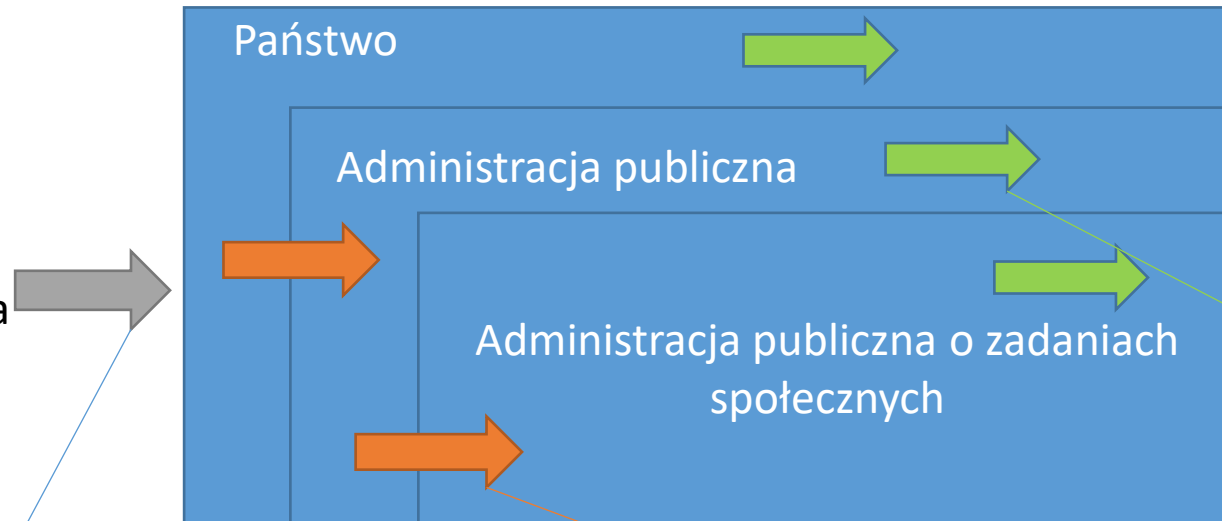 Państwo
Administracja publiczna
a
Administracja publiczna o zadaniach
społecznych